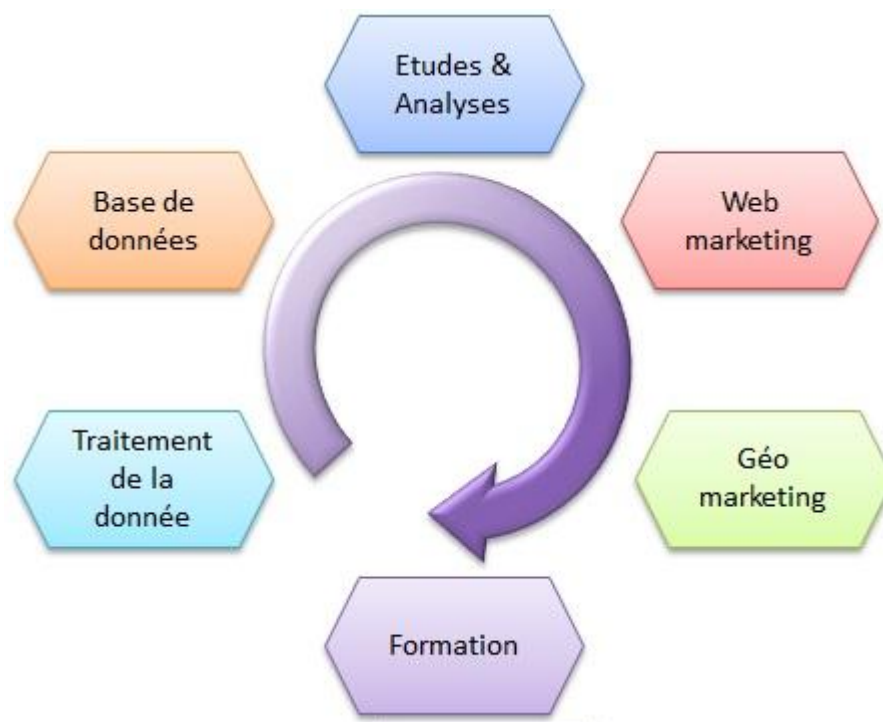 Etudes &
Analyses
Base de
données
Web
marketing
Traitement
de la
donnée
Géo
marketing
Formation